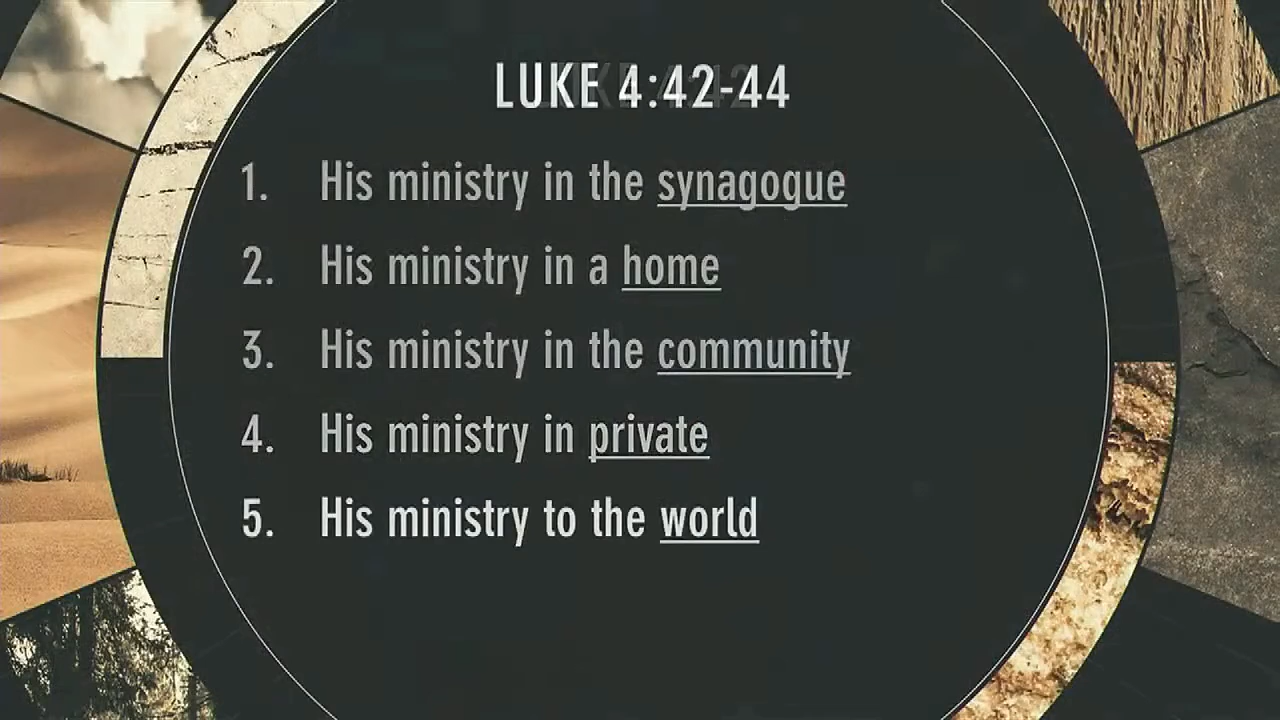 LUKE 4:42-44
1. His ministry in the synagogue
2. His ministry in a home
3. His ministry in the community
4. His ministry in private
5. His ministry to the world